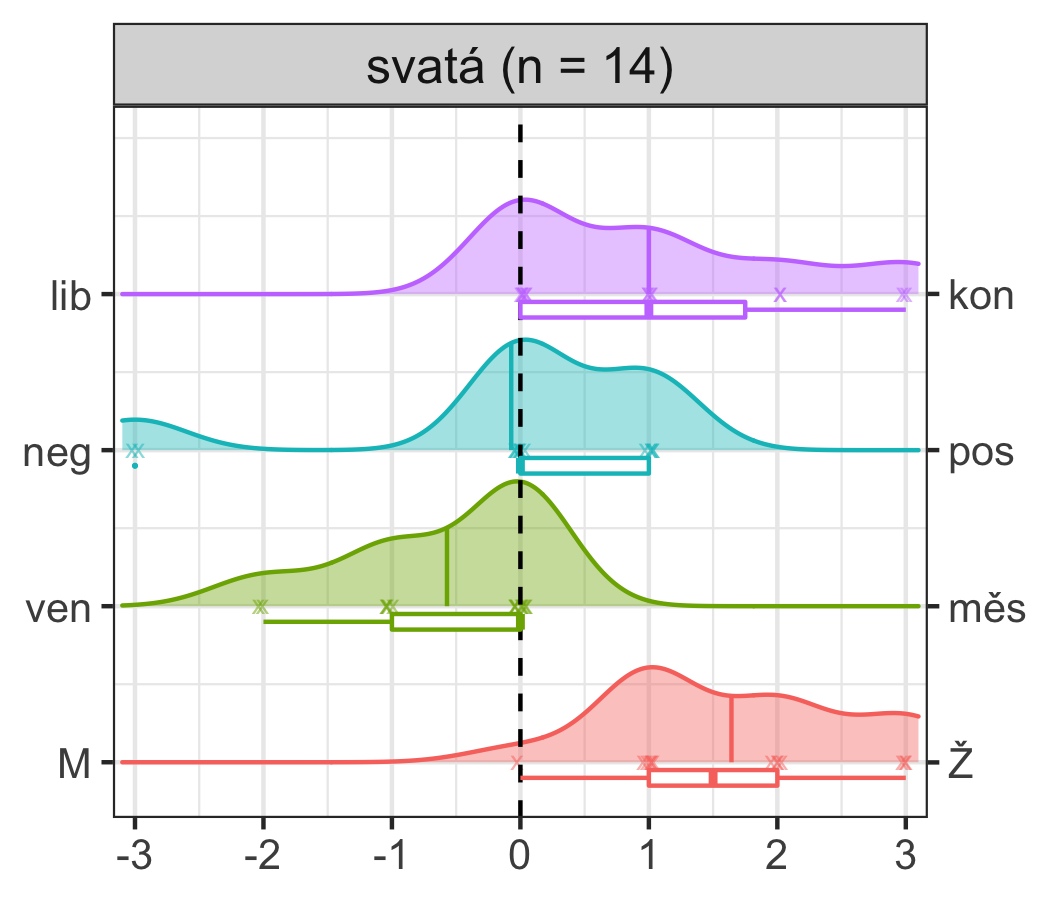 svatá (n = 14)
lib kon
neg pos
ven měs
M Ž
-3 -2 -1 0 1 2 3